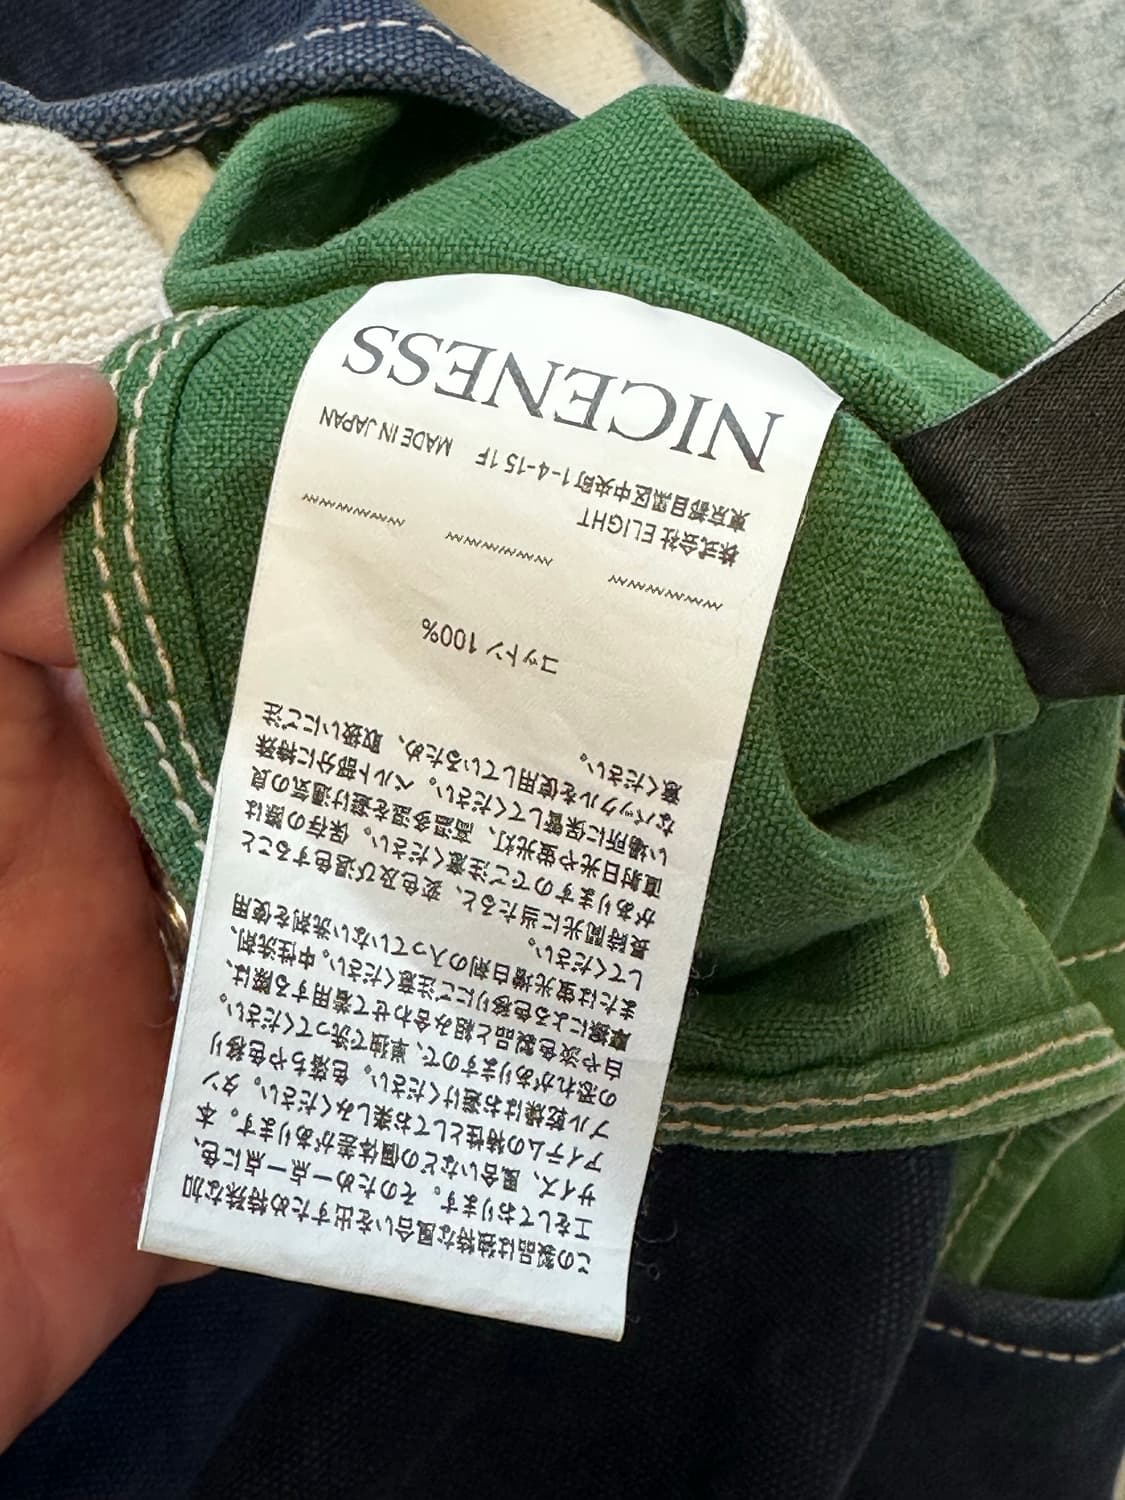 この製品は独特な風合いを出すため特殊な加
工をしております。そのため一点一点に色、
サイズ、風合いなどの個体差があります。本
アイテムの特性としてお楽しみください。タン
ブル乾燥はお避けください。色落ちや色移り
の恐れがありますので、単独で洗ってください。
白や淡色製品と組み合わせて着用する際は、
摩擦による色移りにご注意ください。中性洗剤、
または蛍光増白剤の入っていない洗剤を使用
してください。
長時間光に当たると、変色及び退色すること
がありますのでご注意ください。保存の際は
直射日光や蛍光灯、高温多湿を避け通気の良
い場所に保管してください。ベルト部分に特殊
なバックルを使用しているため、取扱いにご注
意ください。
コットン 100%
株式会社 ELIGHT
東京都目黒区中央町1-4-15 1F MADE IN JAPAN
NICENESS